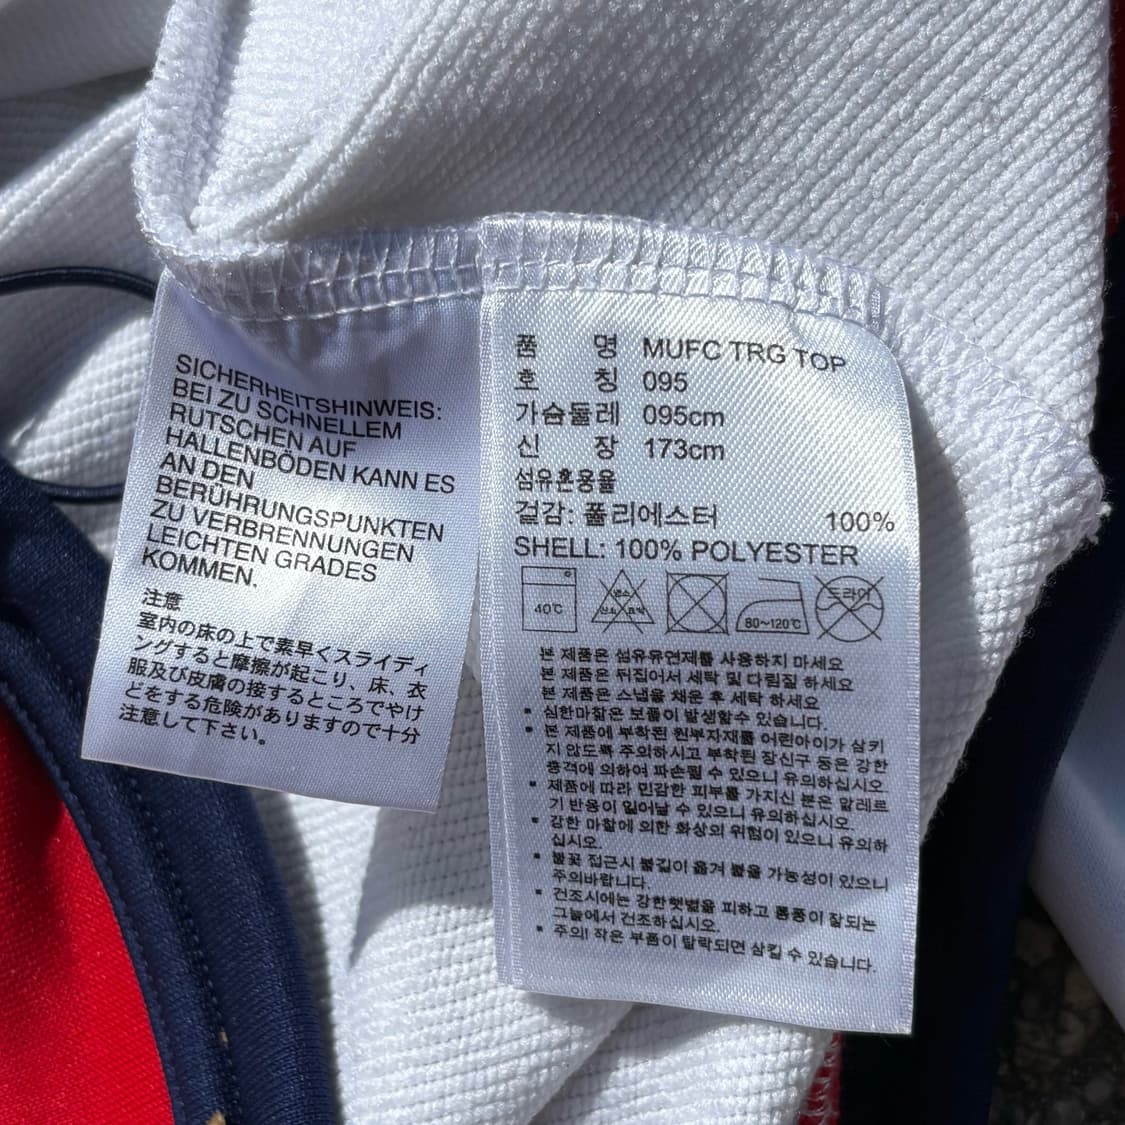 SICHERHEITSHINWEIS:
BEI ZU SCHNELLEM
RUTSCHEN AUF
HALLENBÖDEN KANN ES
AN DEN
BERÜHRUNGSPUNKTEN
ZU VERBRENNUNGEN
LEICHTEN GRADES
KOMMEN.
注意
室内の床の上で素早くスライディ
ングすると摩擦が起こり、床、衣
服及び皮膚の接するところでやけ
どをする危険がありますので十分
注意して下さい。
품 명 MUFC TRG TOP
호 칭 095
가슴둘레 095cm
신 장 173cm
섬유혼용율
겉감: 폴리에스터 100%
SHELL: 100% POLYESTER
40℃ 염소 산소표백 80~120℃ 드라이
본 제품은 섬유유연제를 사용하지 마세요
본 제품은 뒤집어서 세탁 및 다림질 하세요
본 제품은 스냅을 채운 후 세탁 하세요
▪ 심한마찰은 보풀이 발생할수 있습니다.
▪ 본 제품에 부착된 원부자재를 어린아이가 삼키
지 않도록 주의하시고 부착된 장신구 등은 강한
충격에 의하여 파손될 수 있으니 유의하십시오
▪ 제품에 따라 민감한 피부를 가지신 분은 알레르
기 반응이 일어날 수 있으니 유의하십시오.
▪ 강한 마찰에 의한 화상의 위험이 있으니 유의하
십시오.
▪ 불꽃 접근시 불길이 옮겨 붙을 가능성이 있으니
주의바랍니다.
▪ 건조시에는 강한햇볕을 피하고 통풍이 잘되는
그늘에서 건조하십시오.
▪ 주의! 작은 부품이 탈락되면 삼킬 수 있습니다.